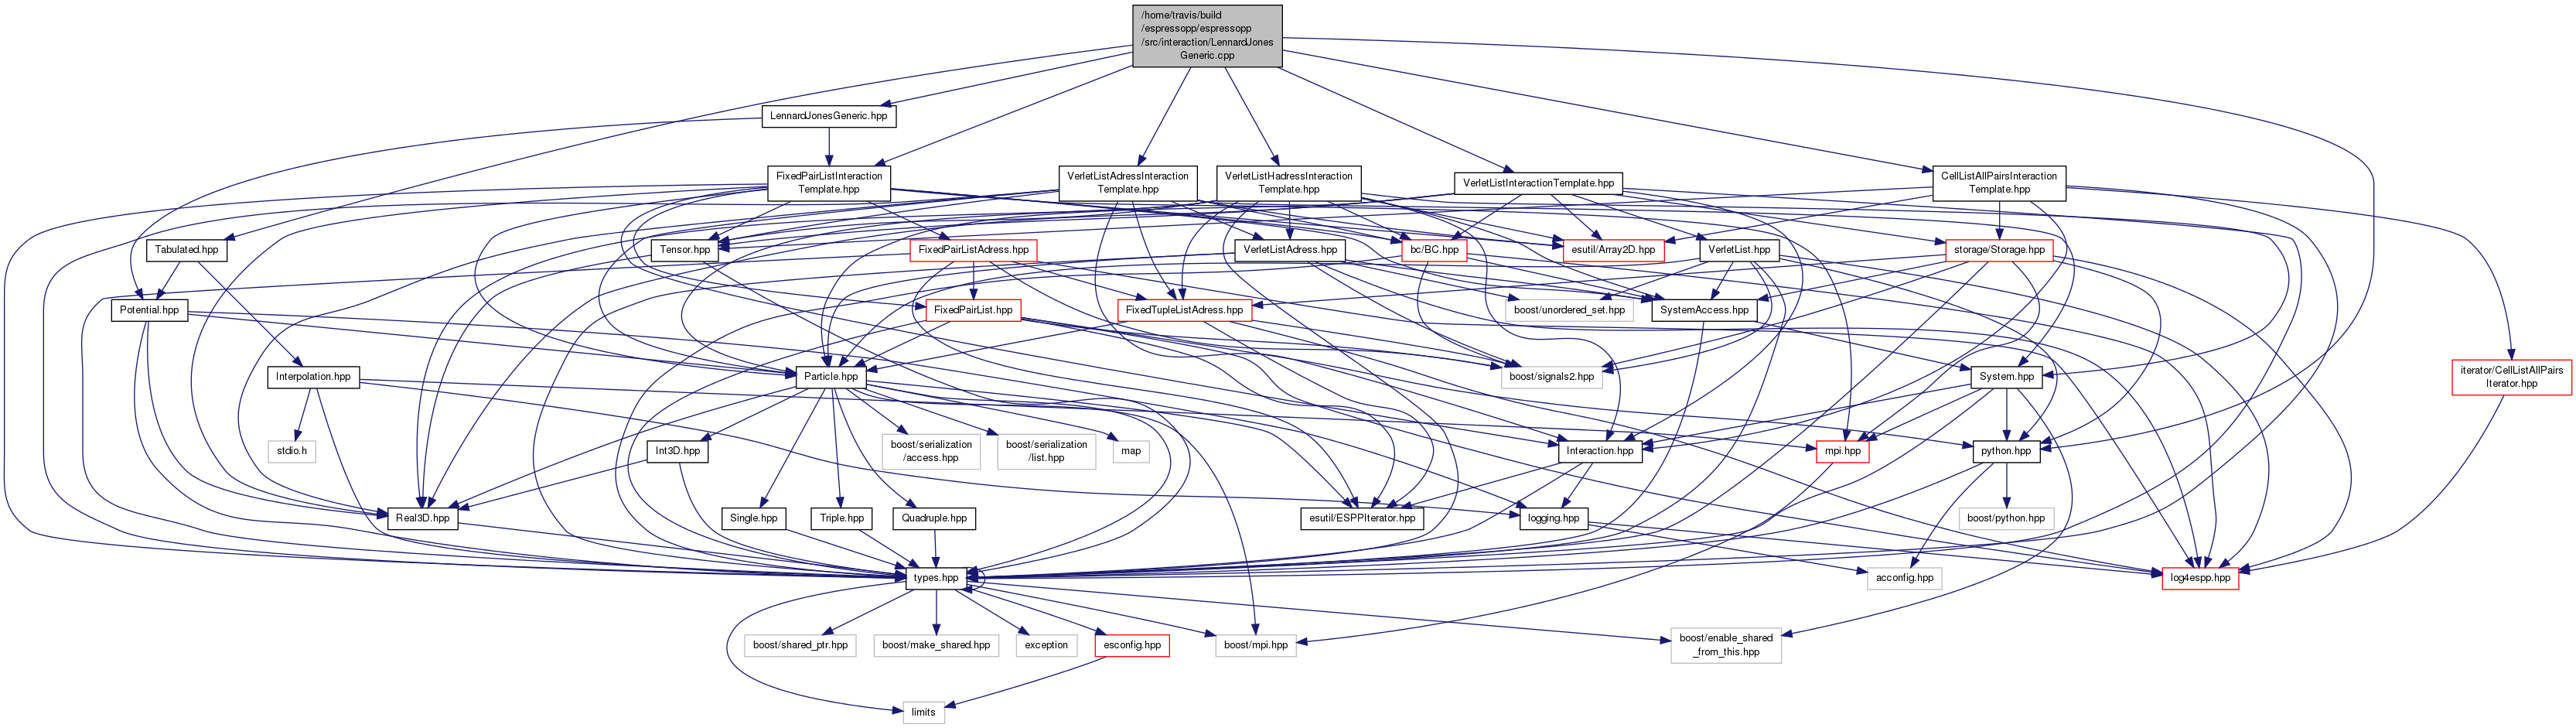 /home/travis/build
/espressopp/espressopp
/src/interaction/LennardJones
Generic.cpp
LennardJonesGeneric.hpp
FixedPairListInteraction
Template.hpp
VerletListAdressInteraction
Template.hpp
VerletListHadressInteraction
Template.hpp
VerletListInteractionTemplate.hpp
CellListAllPairsInteraction
Template.hpp
Tabulated.hpp
Tensor.hpp
FixedPairListAdress.hpp
VerletListAdress.hpp
bc/BC.hpp
esutil/Array2D.hpp
VerletList.hpp
storage/Storage.hpp
Potential.hpp
FixedPairList.hpp
FixedTupleListAdress.hpp
boost/unordered_set.hpp
SystemAccess.hpp
Interpolation.hpp
Particle.hpp
boost/signals2.hpp
System.hpp
iterator/CellListAllPairs
Iterator.hpp
stdio.h
Int3D.hpp
boost/serialization
/access.hpp
boost/serialization
/list.hpp
map
Interaction.hpp
mpi.hpp
python.hpp
Real3D.hpp
Single.hpp
Triple.hpp
Quadruple.hpp
esutil/ESPPIterator.hpp
logging.hpp
boost/python.hpp
types.hpp
acconfig.hpp
log4espp.hpp
boost/shared_ptr.hpp
boost/make_shared.hpp
exception
esconfig.hpp
boost/mpi.hpp
boost/enable_shared
_from_this.hpp
limits